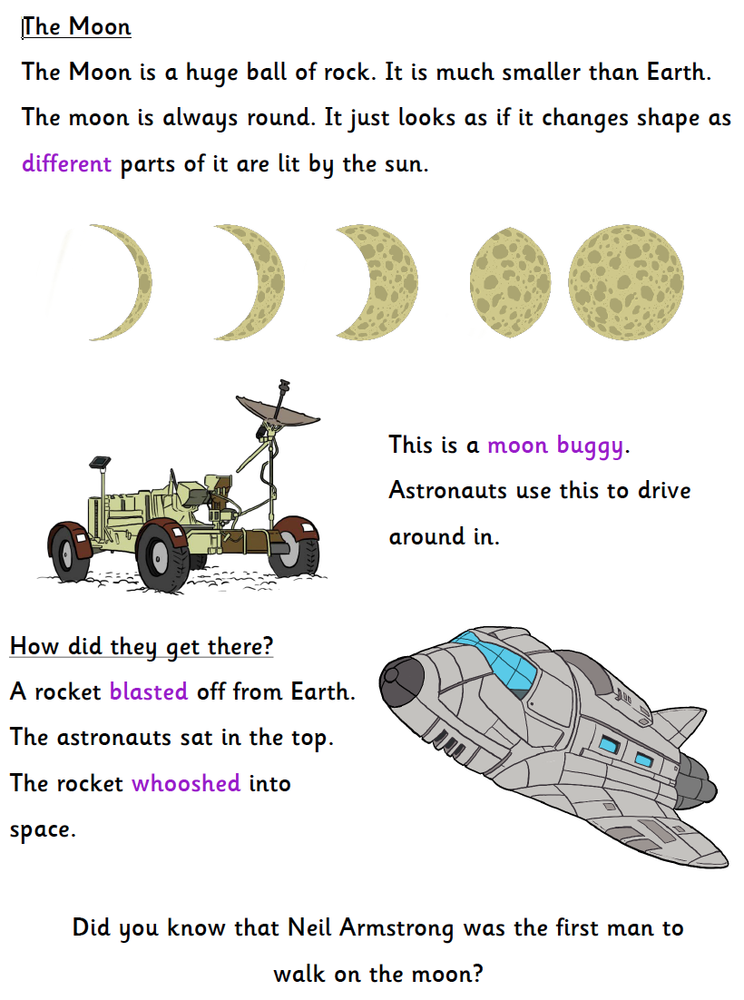 The Moon
The Moon is a huge ball of rock. It is much smaller than Earth.
The moon is always round. It just looks as if it changes shape as
different parts of it are lit by the sun.
This is a moon buggy.
Astronauts use this to drive
around in.
How did they get there?
A rocket blasted off from Earth.
The astronauts sat in the top.
The rocket whooshed into
space.
Did you know that Neil Armstrong was the first man to
walk on the moon?